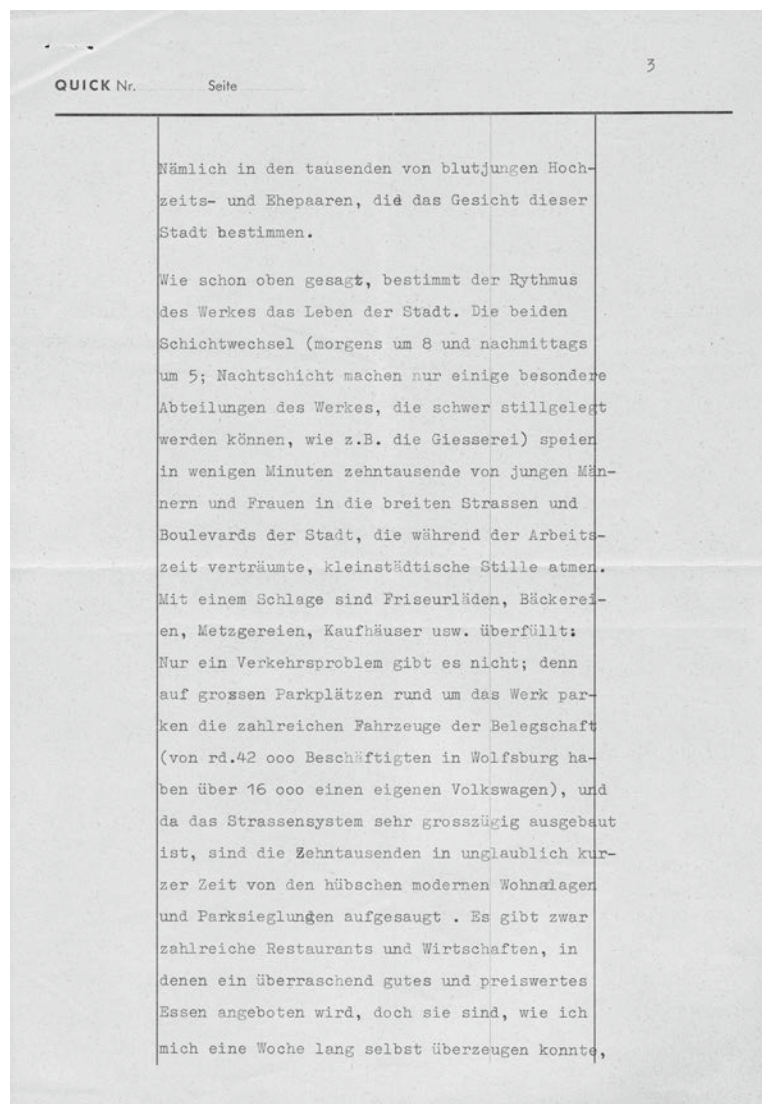 3
QUICK Nr. Seite
Nämlich in den tausenden von blutjungen Hoch-
zeits- und Ehepaaren, die das Gesicht dieser
Stadt bestimmen.
Wie schon oben gesagt, bestimmt der Rythmus
des Werkes das Leben der Stadt. Die beiden
Schichtwechsel (morgens um 8 und nachmittags
um 5; Nachtschicht machen nur einige besondere
Abteilungen des Werkes, die schwer stillgelegt
werden können, wie z.B. die Giesserei) speien
in wenigen Minuten zehntausende von jungen Män-
nern und Frauen in die breiten Strassen und
Boulevards der Stadt, die während der Arbeits-
zeit verträumte, kleinstädtische Stille atmen.
Mit einem Schlage sind Friseurläden, Bäckerei-
en, Metzgereien, Kaufhäuser usw. überfüllt:
Nur ein Verkehrsproblem gibt es nicht; denn
auf grossen Parkplätzen rund um das Werk par-
ken die zahlreichen Fahrzeuge der Belegschaft
(von rd.42 ooo Beschäftigten in Wolfsburg ha-
ben über 16 ooo einen eigenen Volkswagen), und
da das Strassensystem sehr grosszügig ausgebaut
ist, sind die Zehntausenden in unglaublich kur-
zer Zeit von den hübschen modernen Wohnalagen
und Parksieglungen aufgesaugt . Es gibt zwar
zahlreiche Restaurants und Wirtschaften, in
denen ein überraschend gutes und preiswertes
Essen angeboten wird, doch sie sind, wie ich
mich eine Woche lang selbst überzeugen konnte,